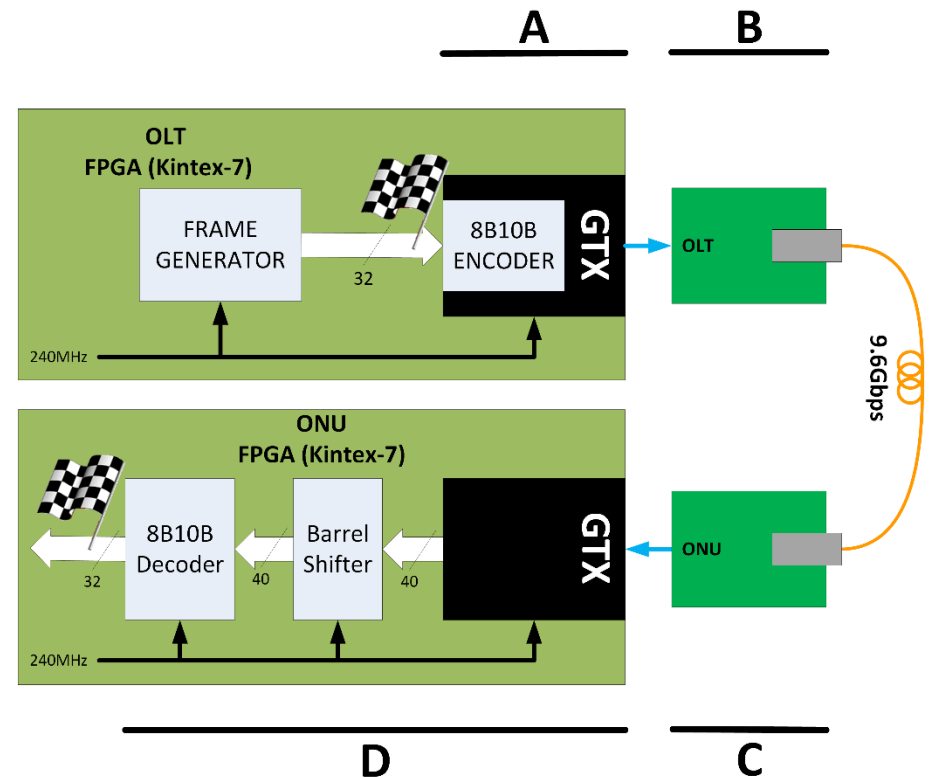 A
B
OLT
FPGA (Kintex-7)
FRAME
GENERATOR
32
8B10B
ENCODER
GTX
240MHz
OLT
9.6Gbps
ONU
FPGA (Kintex-7)
32
8B10B
Decoder
40
Barrel
Shifter
40
GTX
240MHz
ONU
D
C